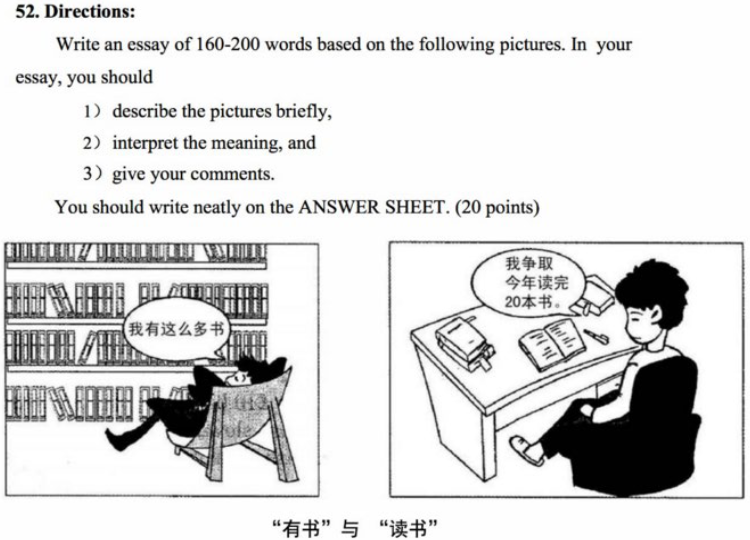 52. Directions:
Write an essay of 160-200 words based on the following pictures. In your
essay, you should
1）describe the pictures briefly,
2）interpret the meaning, and
3）give your comments.
You should write neatly on the ANSWER SHEET. (20 points)
我有这么多书
我争取
今年读完
20本书。
“有书”与 “读书”